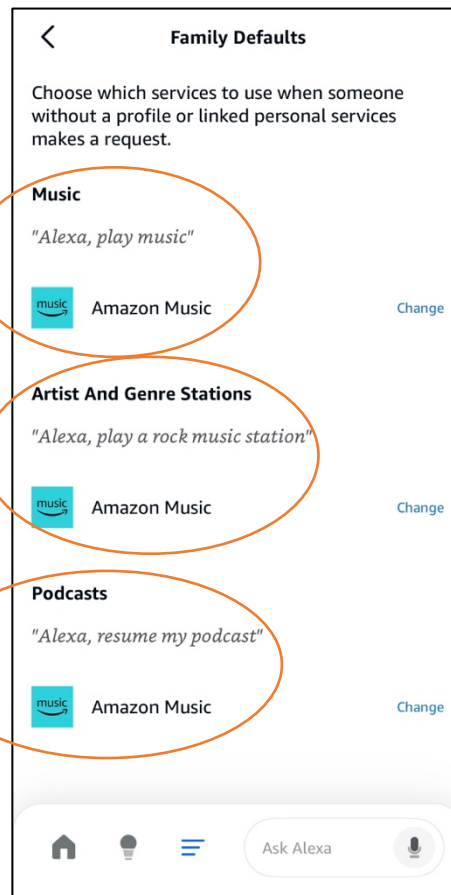 Family Defaults
Choose which services to use when someone
without a profile or linked personal services
makes a request.
Music
"Alexa, play music"
music
Amazon Music
Change
Artist And Genre Stations
"Alexa, play a rock music station"
music
Amazon Music
Change
Podcasts
"Alexa, resume my podcast"
music
Amazon Music
Change
Ask Alexa